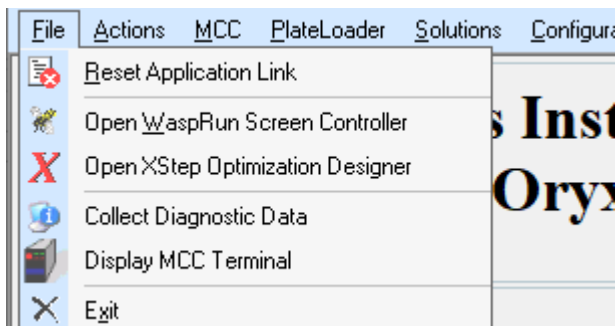 File Actions MCC PlateLoader Solutions Configura
Reset Application Link
Open WaspRun Screen Controller
s Inst
Open XStep Optimization Designer
Oryx
Collect Diagnostic Data
Display MCC Terminal
Exit